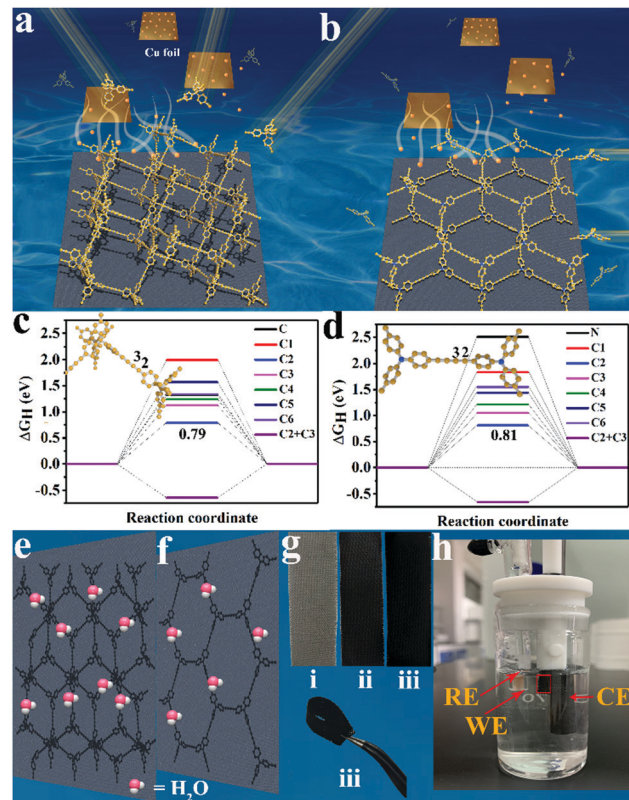 a
Cu foil
b
c
ΔG_H (eV)
2.5
2.0
1.5
1.0
0.5
0.0
-0.5
3 2
0.79
C
C1
C2
C3
C4
C5
C6
C2+C3
Reaction coordinate
d
ΔG_H (eV)
2.5
2.0
1.5
1.0
0.5
0.0
-0.5
3 2
0.81
N
C1
C2
C3
C4
C5
C6
C2+C3
Reaction coordinate
e
= H₂O
f
g
i ii iii
iii
h
RE
WE
CE